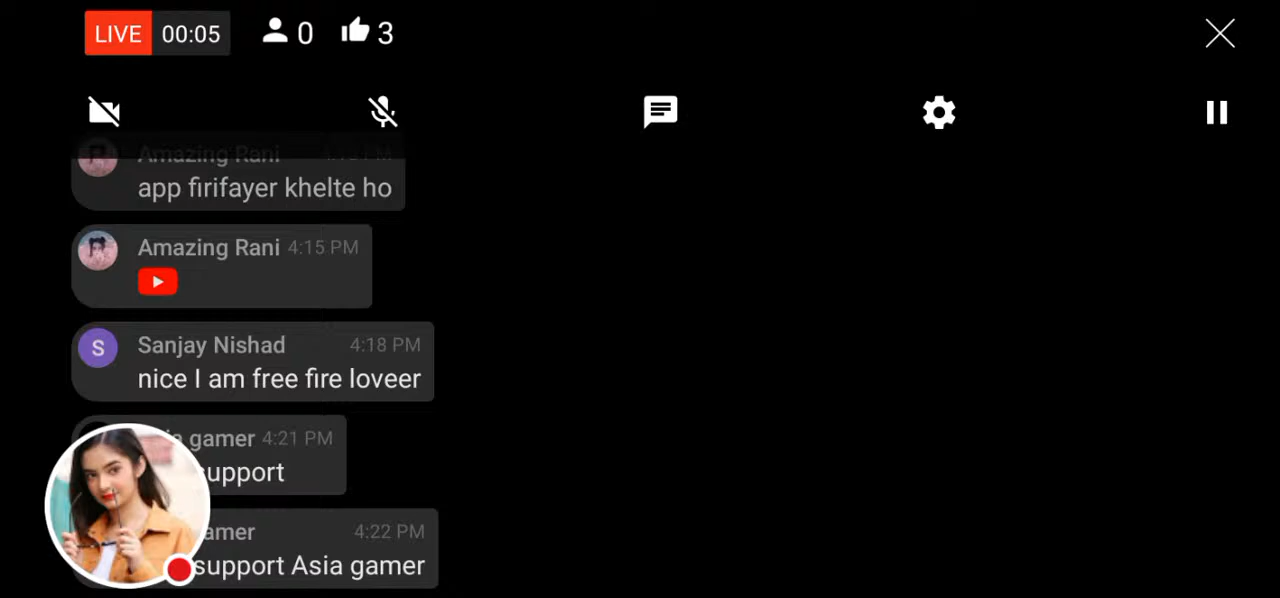 LIVE 00:05 0 3
Amazing Rani
app firifayer khelte ho
Amazing Rani 4:15 PM
S Sanjay Nishad 4:18 PM
nice I am free fire loveer
gamer 4:21 PM
support
4:22 PM
support Asia gamer